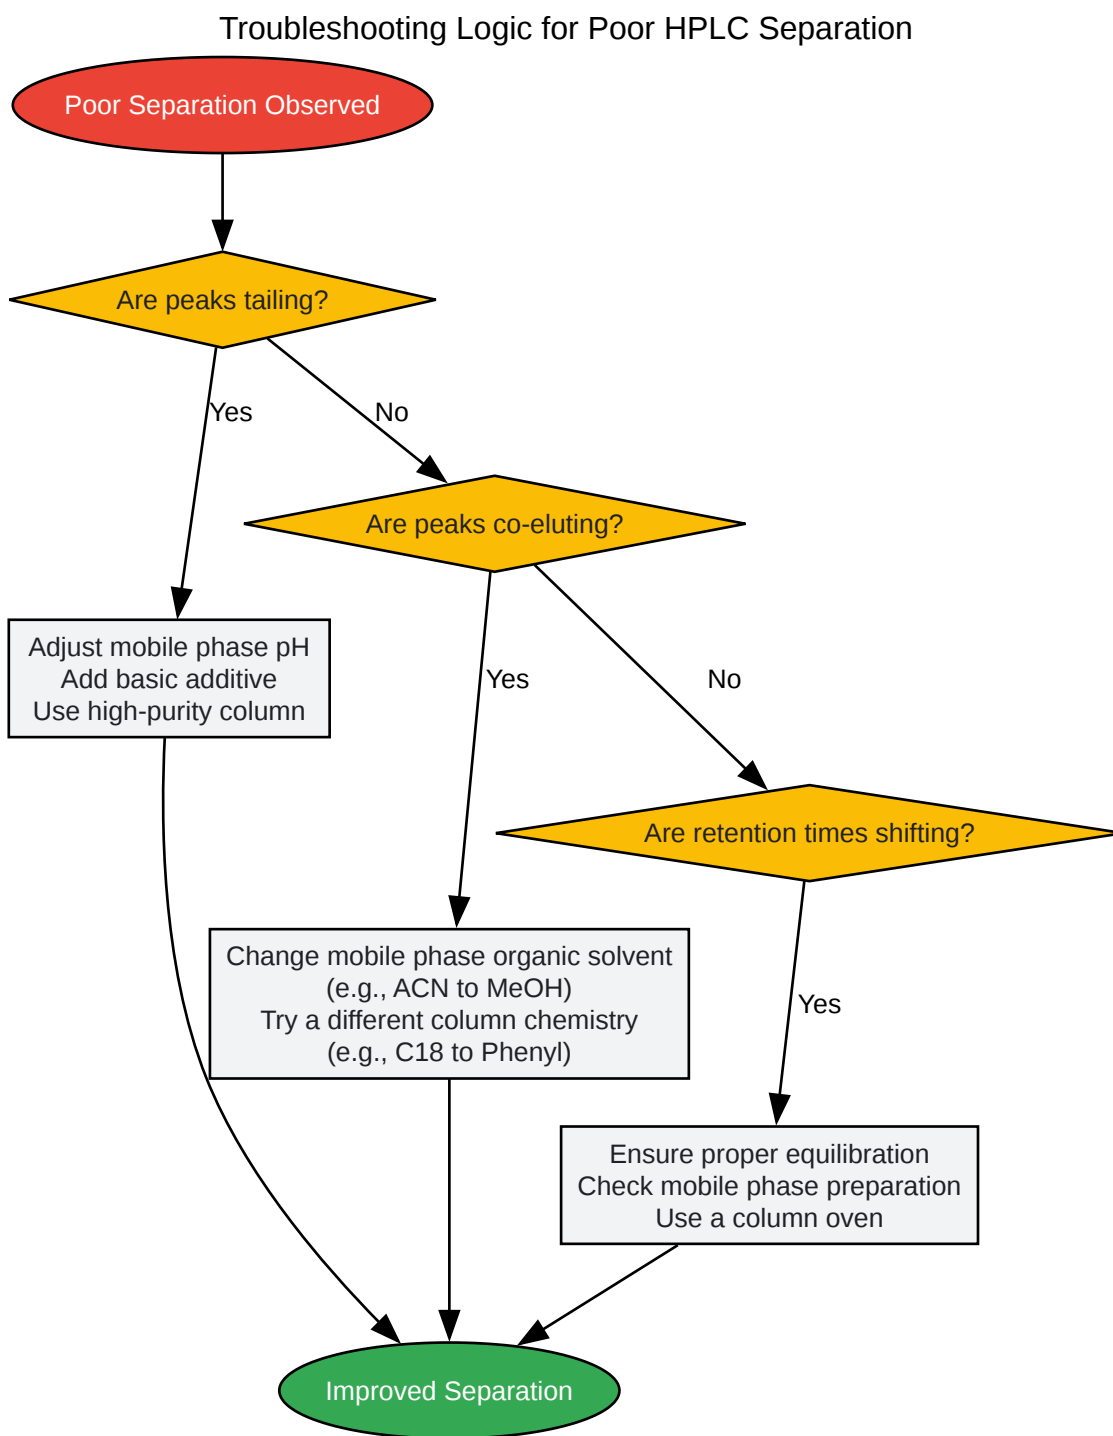 Troubleshooting Logic for Poor HPLC Separation
Poor Separation Observed
Are peaks tailing?
Yes
No
Are peaks co-eluting?
Adjust mobile phase pH
Add basic additive
Use high-purity column
Yes
No
Are retention times shifting?
Change mobile phase organic solvent
(e.g., ACN to MeOH)
Try a different column chemistry
(e.g., C18 to Phenyl)
Yes
Ensure proper equilibration
Check mobile phase preparation
Use a column oven
Improved Separation